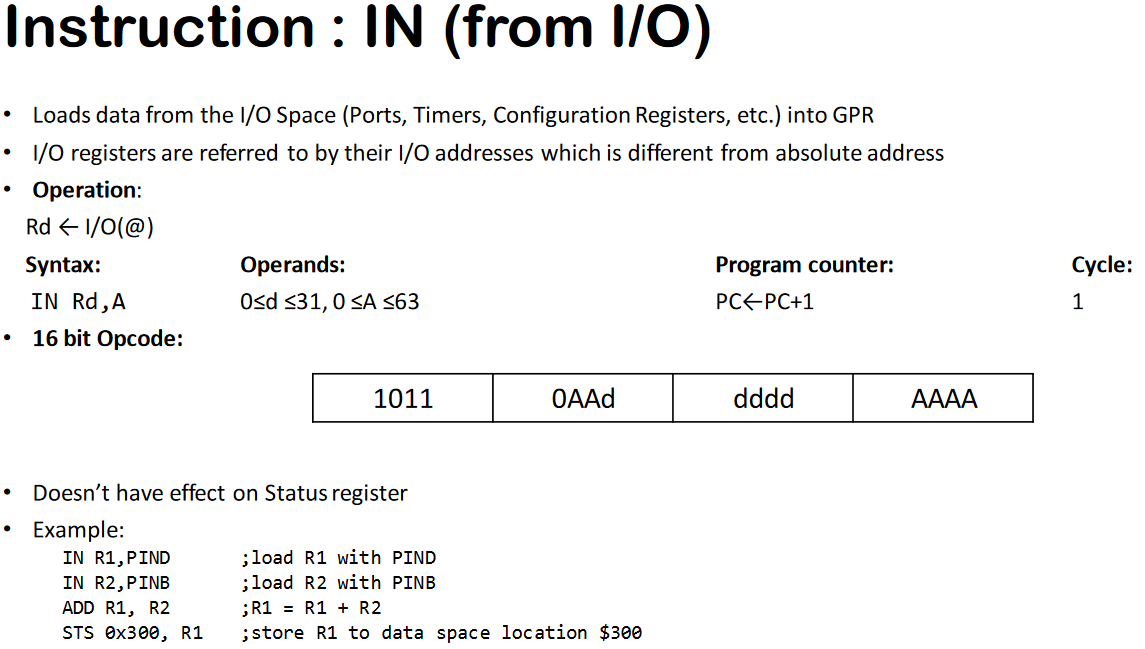 Instruction : IN (from I/O)
• Loads data from the I/O Space (Ports, Timers, Configuration Registers, etc.) into GPR
• I/O registers are referred to by their I/O addresses which is different from absolute address
• Operation:
Rd ← I/O(@)
Syntax: Operands: Program counter: Cycle:
IN Rd,A 0≤d ≤31, 0 ≤A ≤63 PC←PC+1 1
• 16 bit Opcode:
1011 0AAd dddd AAAA
• Doesn’t have effect on Status register
• Example:
IN R1,PIND ;load R1 with PIND
IN R2,PINB ;load R2 with PINB
ADD R1, R2 ;R1 = R1 + R2
STS 0x300, R1 ;store R1 to data space location $300